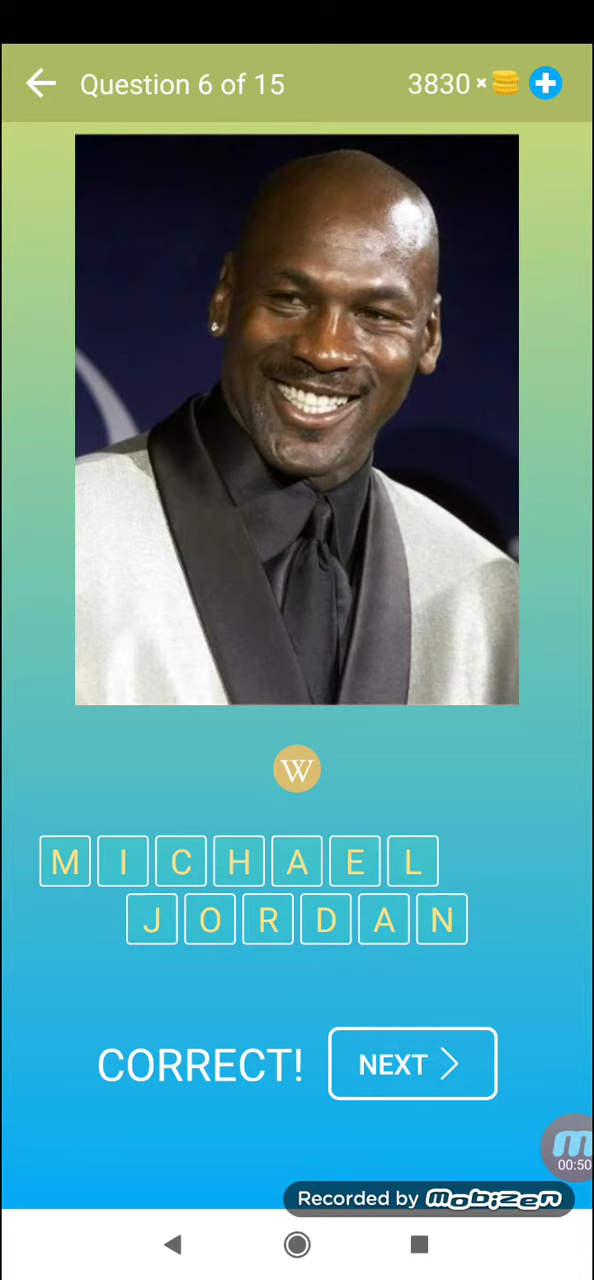 Question 6 of 15
3830 ×
W
MICHAEL
JORDAN
CORRECT!
NEXT
00:50
Recorded by mobizen